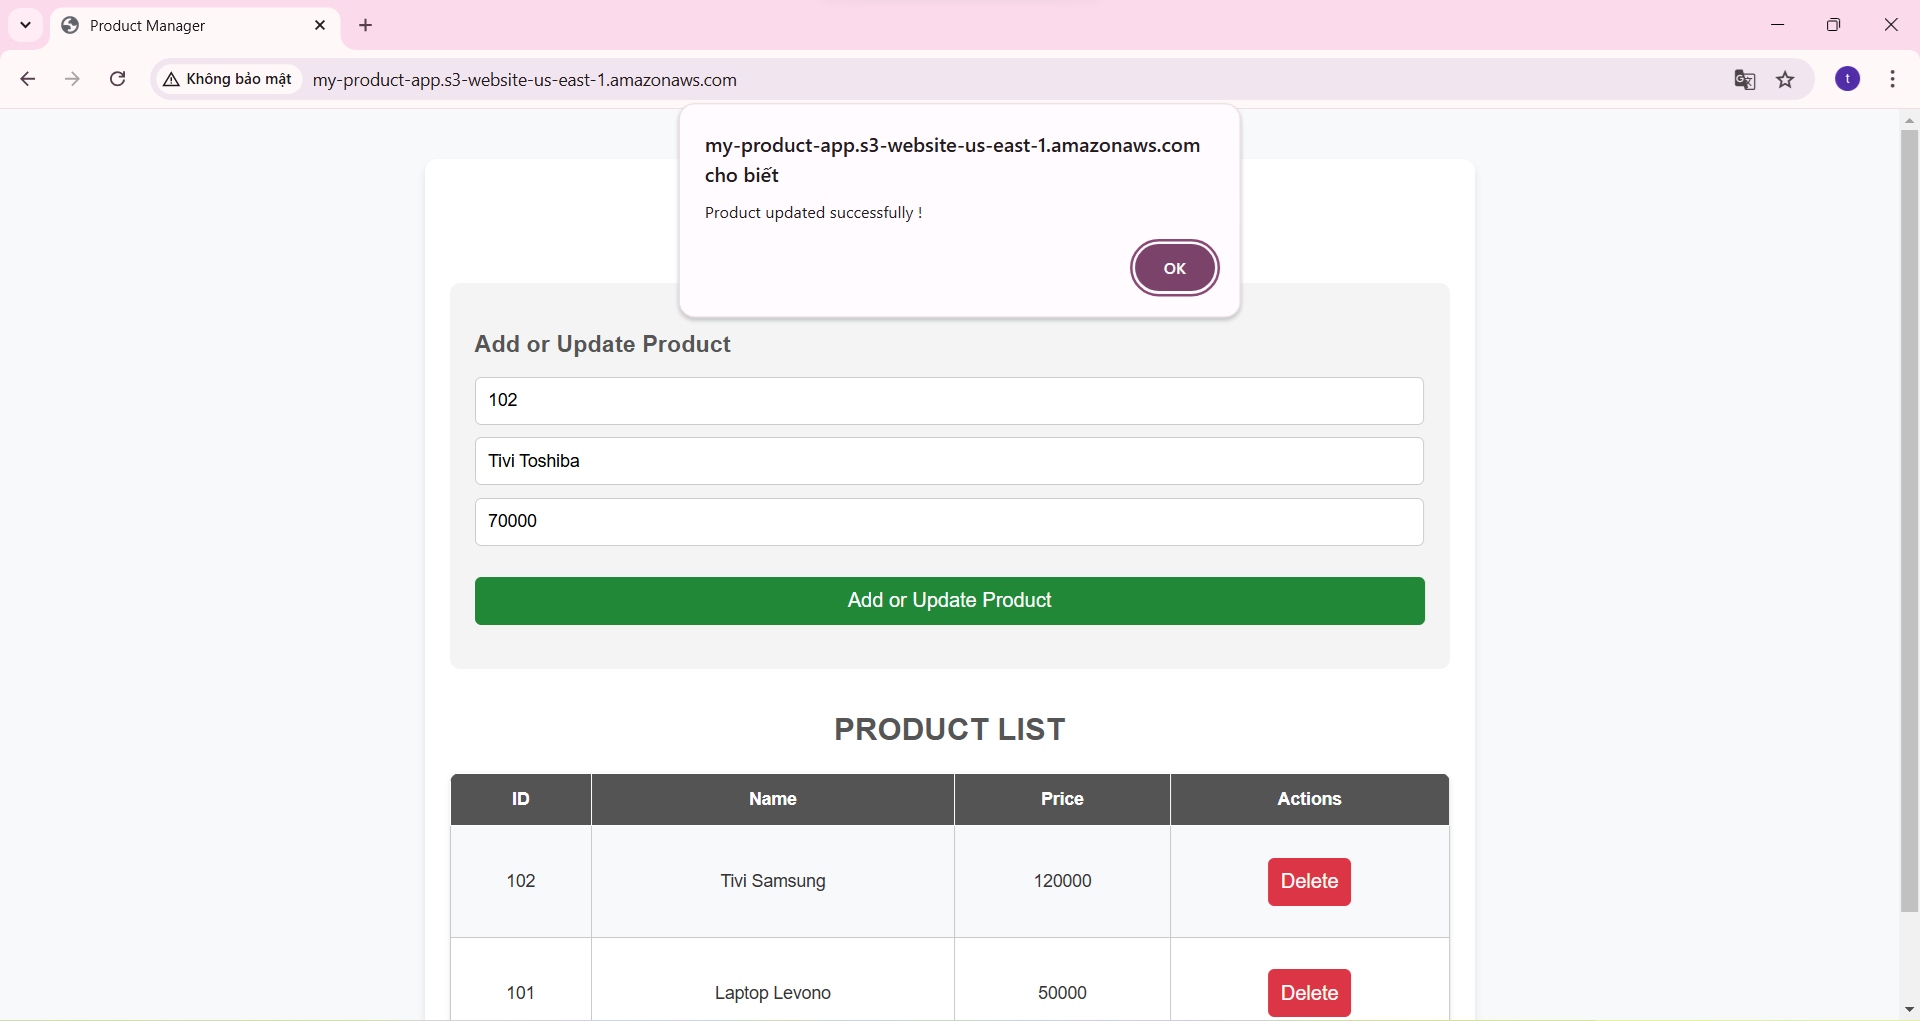 Product Manager
Không bảo mật my-product-app.s3-website-us-east-1.amazonaws.com
t
my-product-app.s3-website-us-east-1.amazonaws.com
cho biết
Product updated successfully !
OK
Add or Update Product
102
Tivi Toshiba
70000
Add or Update Product
PRODUCT LIST
ID Name Price Actions
102 Tivi Samsung 120000 Delete
101 Laptop Levono 50000 Delete